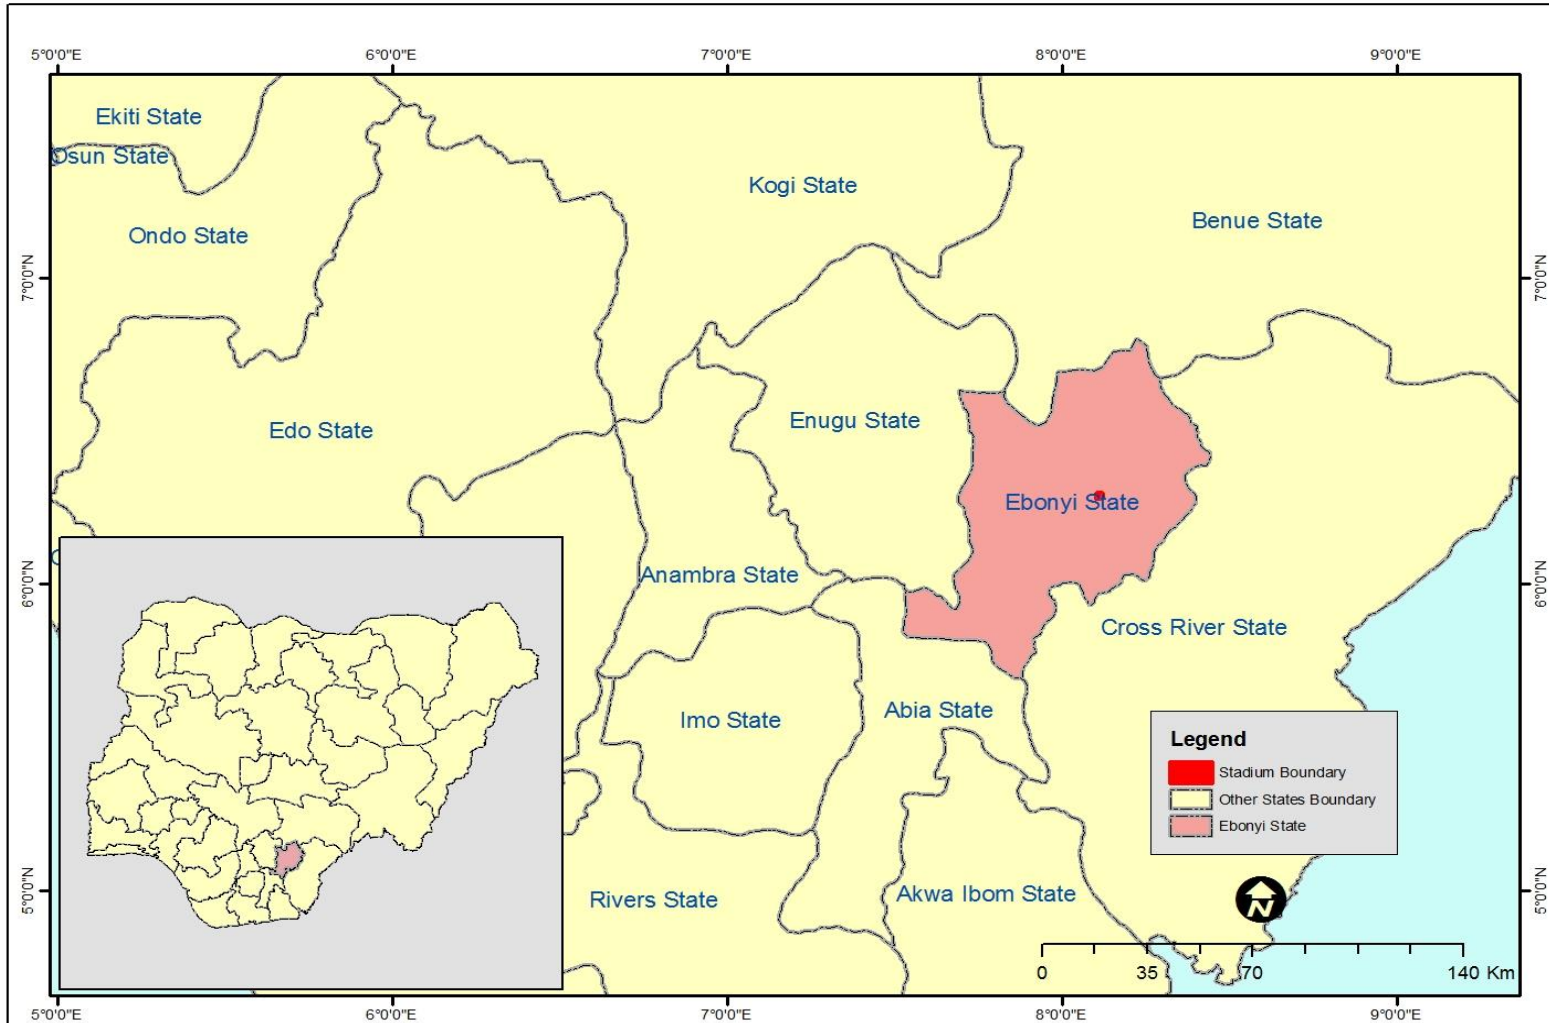 5°0'0"E
6°0'0"E
7°0'0"E
8°0'0"E
9°0'0"E
Ekiti State
Osun State
Kogi State
Benue State
Ondo State
7°0'0"N
7°0'0"N
Enugu State
Edo State
Ebonyi State
Anambra State
6°0'0"N
6°0'0"N
Cross River State
Imo State
Abia State
Legend
Stadium Boundary
Other States Boundary
Ebonyi State
Rivers State
Akwa Ibom State
5°0'0"N
5°0'0"N
N
0 35 70 140 Km
5°0'0"E
6°0'0"E
7°0'0"E
8°0'0"E
9°0'0"E